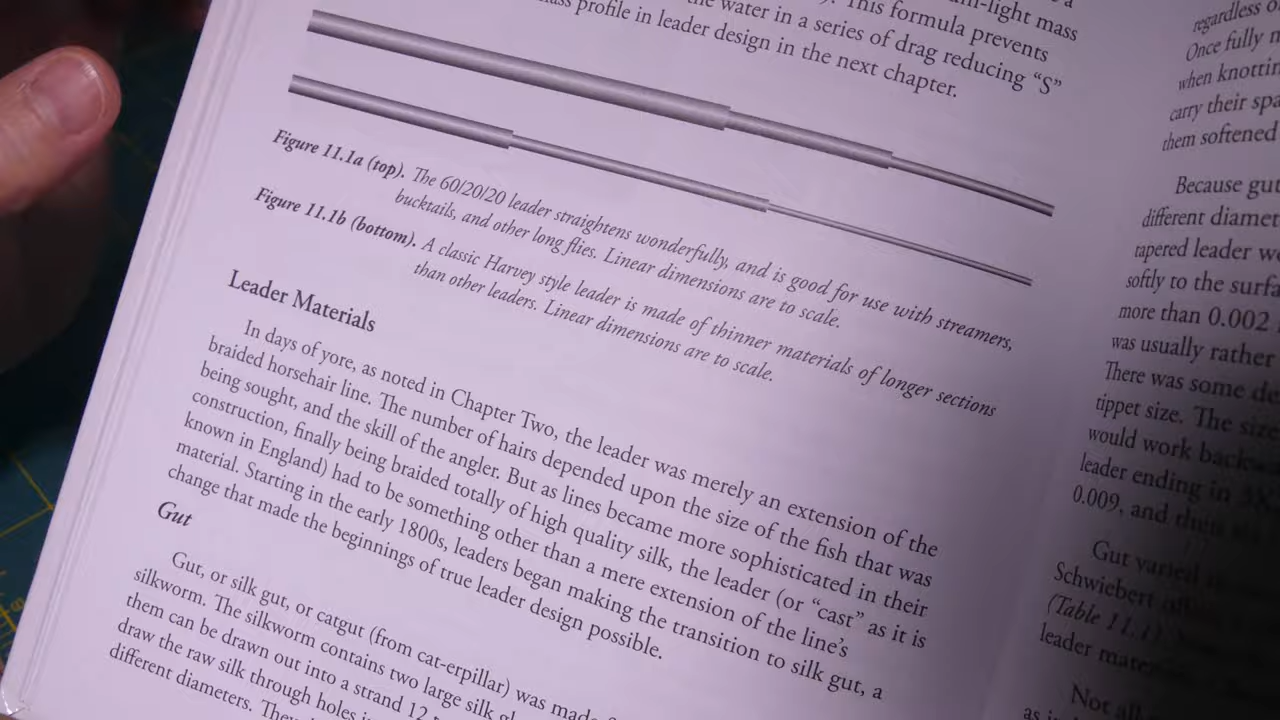 -light mass
the water in a series of drag reducing "S"
profile in leader design in the next chapter.
). This formula prevents
Figure 11.1a (top). The 60/20/20 leader straightens wonderfully, and is good for use with streamers,
bucktails, and other long flies. Linear dimensions are to scale.
Figure 11.1b (bottom). A classic Harvey style leader is made of thinner materials of longer sections
than other leaders. Linear dimensions are to scale.
Leader Materials
In days of yore, as noted in Chapter Two, the leader was merely an extension of the
braided horsehair line. The number of hairs depended upon the size of the fish that was
being sought, and the skill of the angler. But as lines became more sophisticated in their
construction, finally being braided totally of high quality silk, the leader (or "cast" as it is
known in England) had to be something other than a mere extension of the line's
material. Starting in the early 1800s, leaders began making the transition to silk gut, a
change that made the beginnings of true leader design possible.
Gut
Gut, or silk gut, or catgut (from cat-erpillar) was made
silkworm. The silkworm contains two large silk
them can be drawn out into a strand 12
draw the raw silk through holes
different diameters. They
regardless
Once fully
when knotti
carry their spa
them softened
Because gut
different diamet
tapered leader w
softly to the surfa
more than 0.002
was usually rather
There was some de
tippet size. The size
would work backw
leader ending in 3X
0.009, and then
Gut varied
Schwiebert
(Table 11.1)
leader mate
Not all
as i